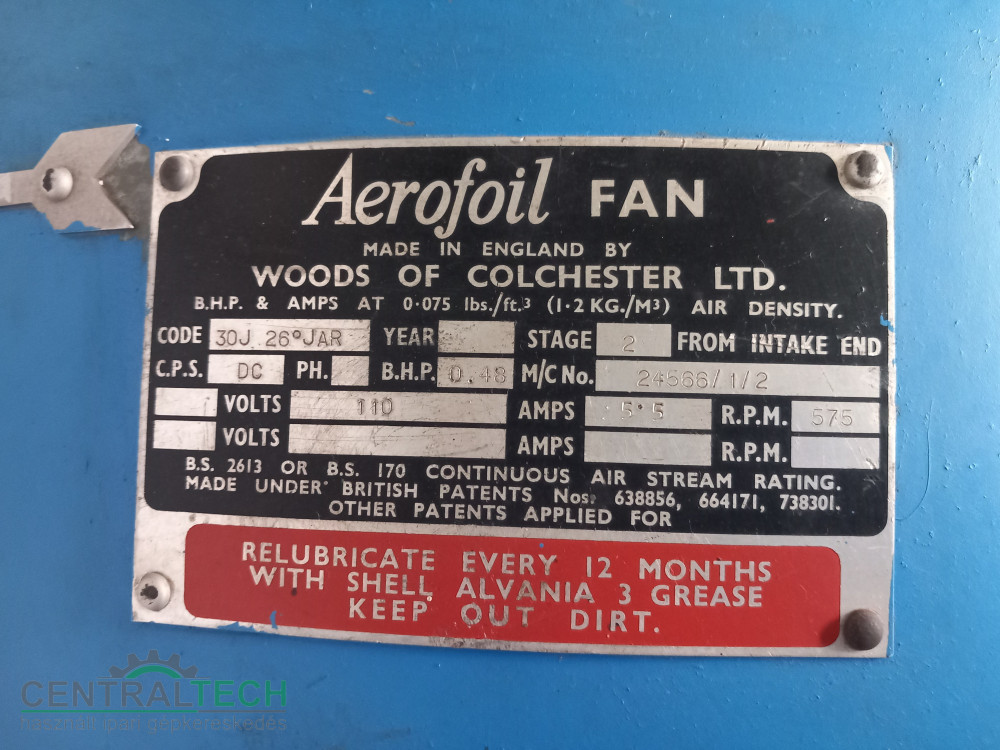 Aerofoil FAN
MADE IN ENGLAND BY
WOODS OF COLCHESTER LTD.
B.H.P. & AMPS AT 0·075 lbs./ft.³ (1·2 KG./M³) AIR DENSITY.
CODE 30J 26°JAR YEAR STAGE 2 FROM INTAKE END
C.P.S. DC PH. B.H.P. 0.48 M/C No. 24566/1/2
VOLTS 110 AMPS 5·5 R.P.M. 575
VOLTS AMPS R.P.M.
B.S. 2613 OR B.S. 170 CONTINUOUS AIR STREAM RATING.
MADE UNDER BRITISH PATENTS Nos: 638856, 664171, 738301.
OTHER PATENTS APPLIED FOR
RELUBRICATE EVERY 12 MONTHS
WITH SHELL ALVANIA 3 GREASE
KEEP OUT DIRT.
CENTRALTECH
használt ipari gépkereskedés